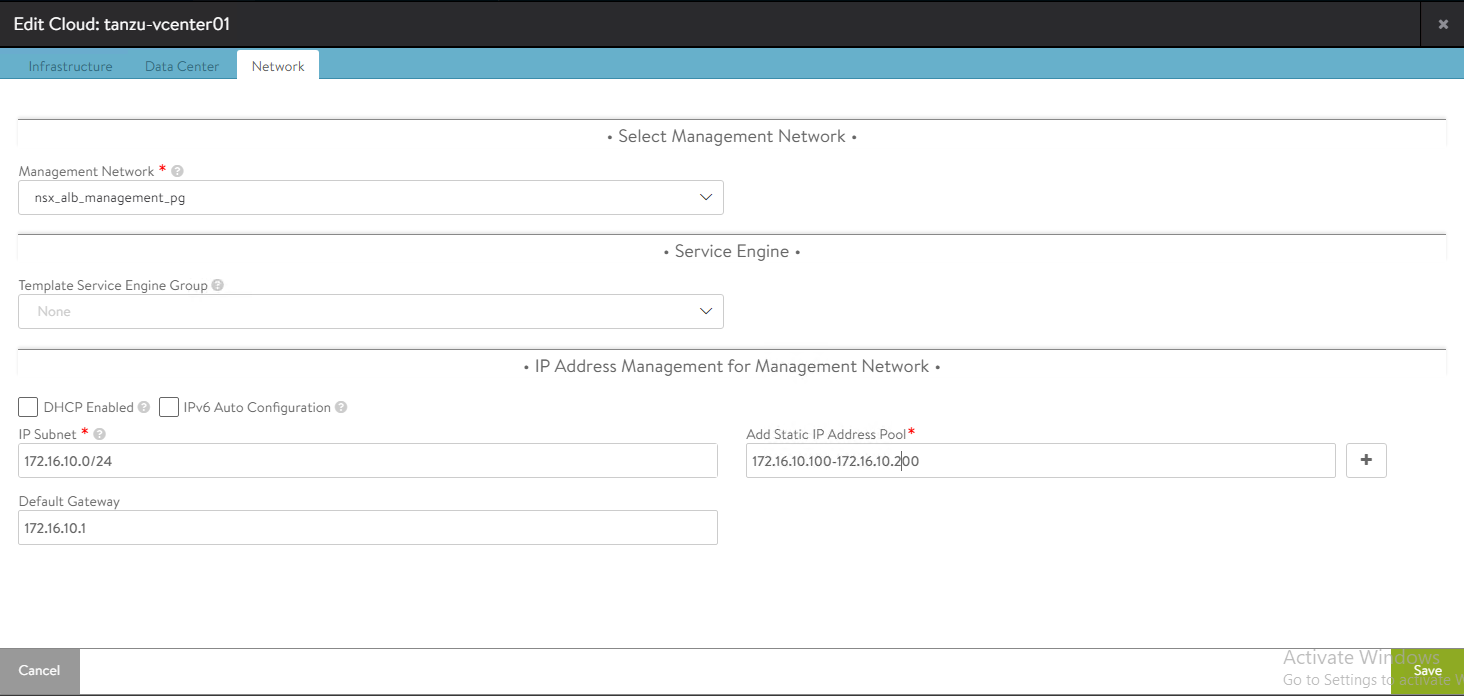 Edit Cloud: tanzu-vcenter01
Infrastructure Data Center Network
• Select Management Network •
Management Network * ?
nsx_alb_management_pg
• Service Engine •
Template Service Engine Group ?
None
• IP Address Management for Management Network •
DHCP Enabled ? IPv6 Auto Configuration ?
IP Subnet * ? Add Static IP Address Pool*
172.16.10.0/24 172.16.10.100-172.16.10.200
Default Gateway
172.16.10.1
Activate Windows
Cancel Save
Go to Settings to activate W